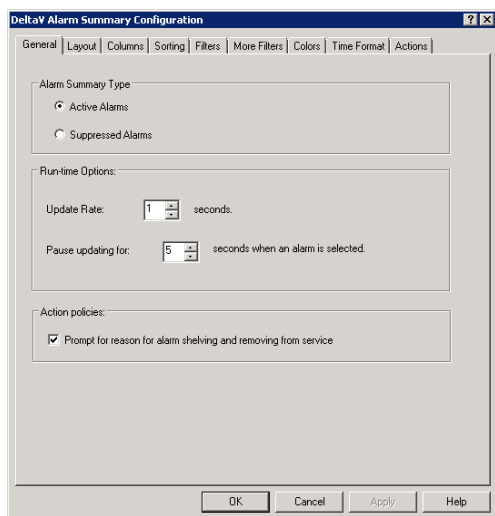 DeltaV Alarm Summary Configuration
General Layout Columns Sorting Filters More Filters Colors Time Format Actions
Alarm Summary Type
Active Alarms
Suppressed Alarms
Run-time Options:
Update Rate: 1 seconds.
Pause updating for: 5 seconds when an alarm is selected.
Action policies:
Prompt for reason for alarm shelving and removing from service
OK Cancel Apply Help